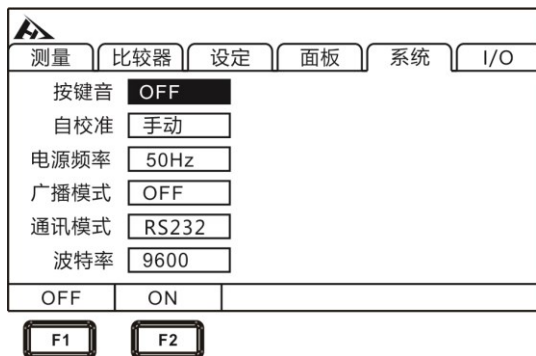 测量 比较器 设定 面板 系统 I/O
按键音 OFF
自校准 手动
电源频率 50Hz
广播模式 OFF
通讯模式 RS232
波特率 9600
OFF ON
F1 F2